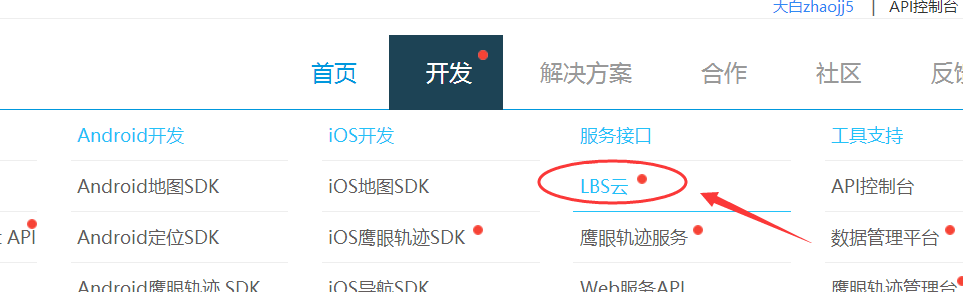 天白zhaojj5 | API控制台
首页 开发 解决方案 合作 社区 反馈
Android开发 iOS开发 服务接口 工具支持
Android地图SDK iOS地图SDK LBS云 API控制台
API Android定位SDK iOS鹰眼轨迹SDK 鹰眼轨迹服务 数据管理平台
Android鹰眼轨迹 SDK iOS导航SDK Web服务API 鹰眼轨迹管理台